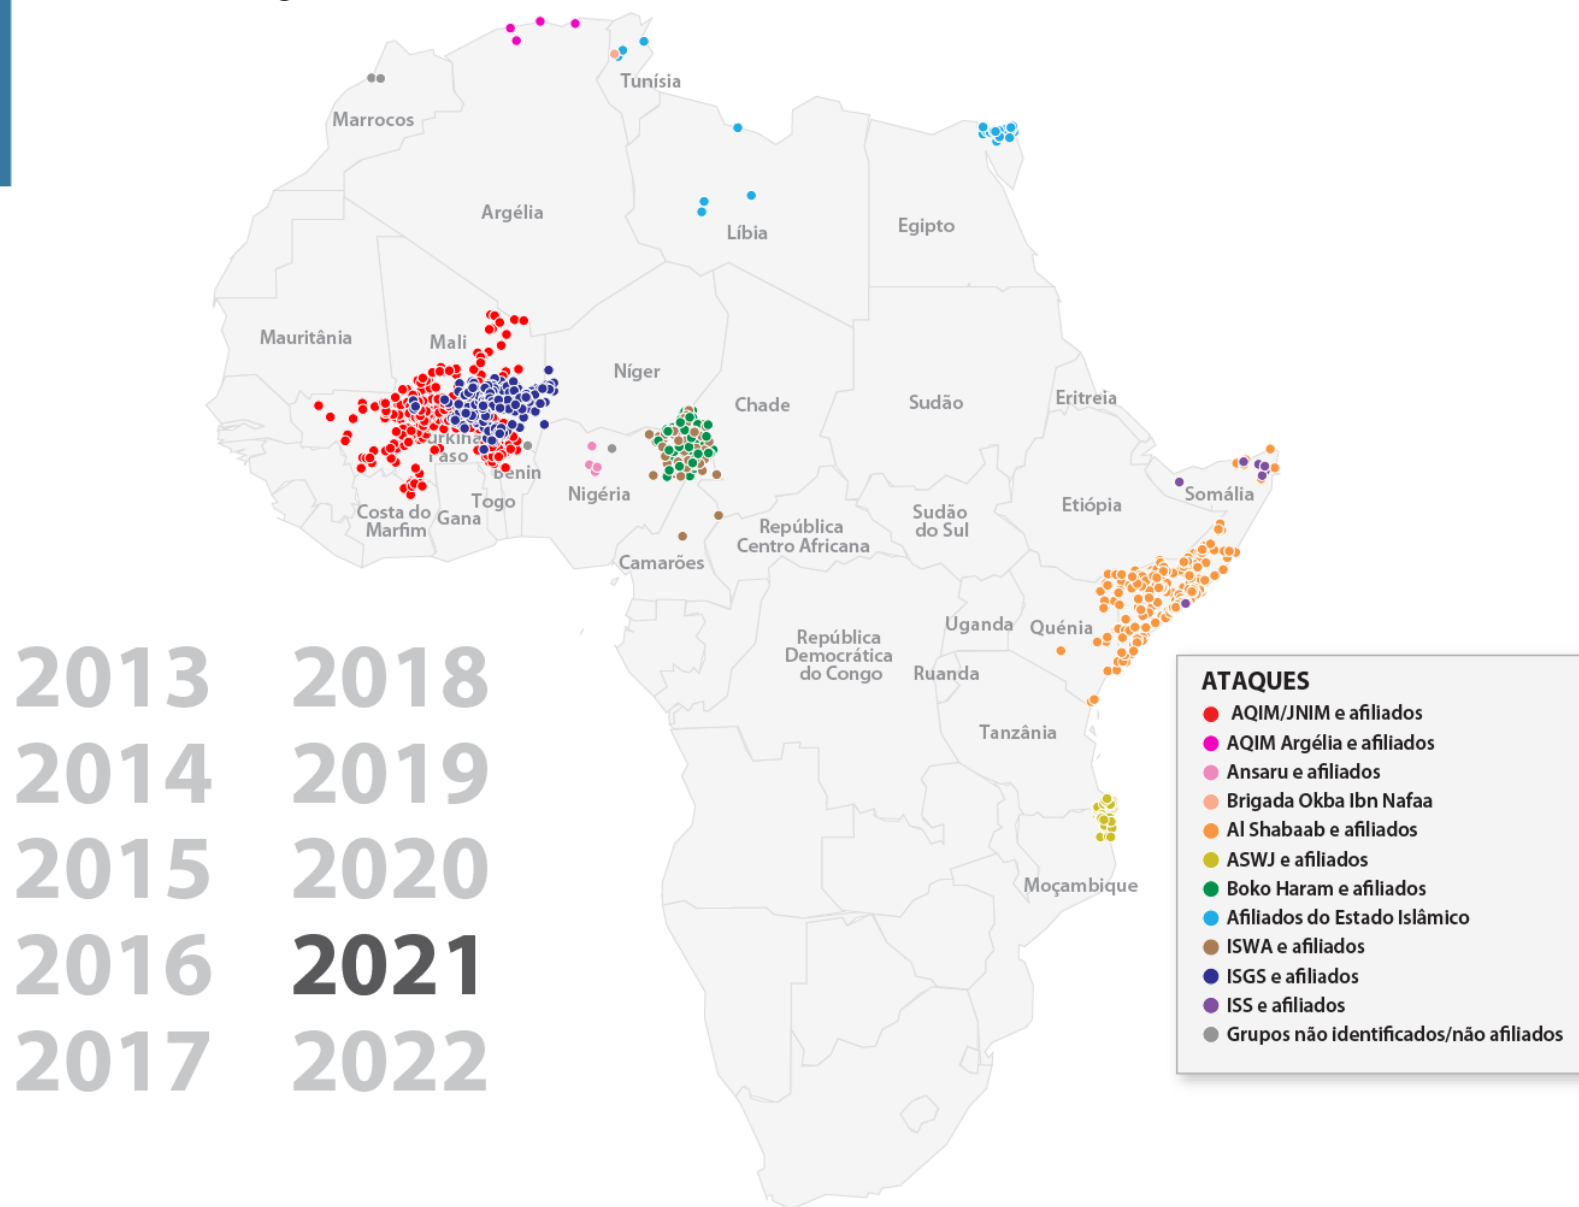 Tunísia
Marrocos
Argélia
Líbia
Egipto
Mauritânia
Mali
Níger
Chade
Sudão
Eritreia
Burkina
Faso
Benin
Togo
Gana
Costa do
Marfim
Nigéria
Camarões
República
Centro Africana
Sudão
do Sul
Etiópia
Somália
Uganda
Quénia
República
Democrática
do Congo
Ruanda
Tanzânia
Moçambique
2013 2018
2014 2019
2015 2020
2016 2021
2017 2022
ATAQUES
AQIM/JNIM e afiliados
AQIM Argélia e afiliados
Ansaru e afiliados
Brigada Okba Ibn Nafaa
Al Shabaab e afiliados
ASWJ e afiliados
Boko Haram e afiliados
Afiliados do Estado Islâmico
ISWA e afiliados
ISGS e afiliados
ISS e afiliados
Grupos não identificados/não afiliados